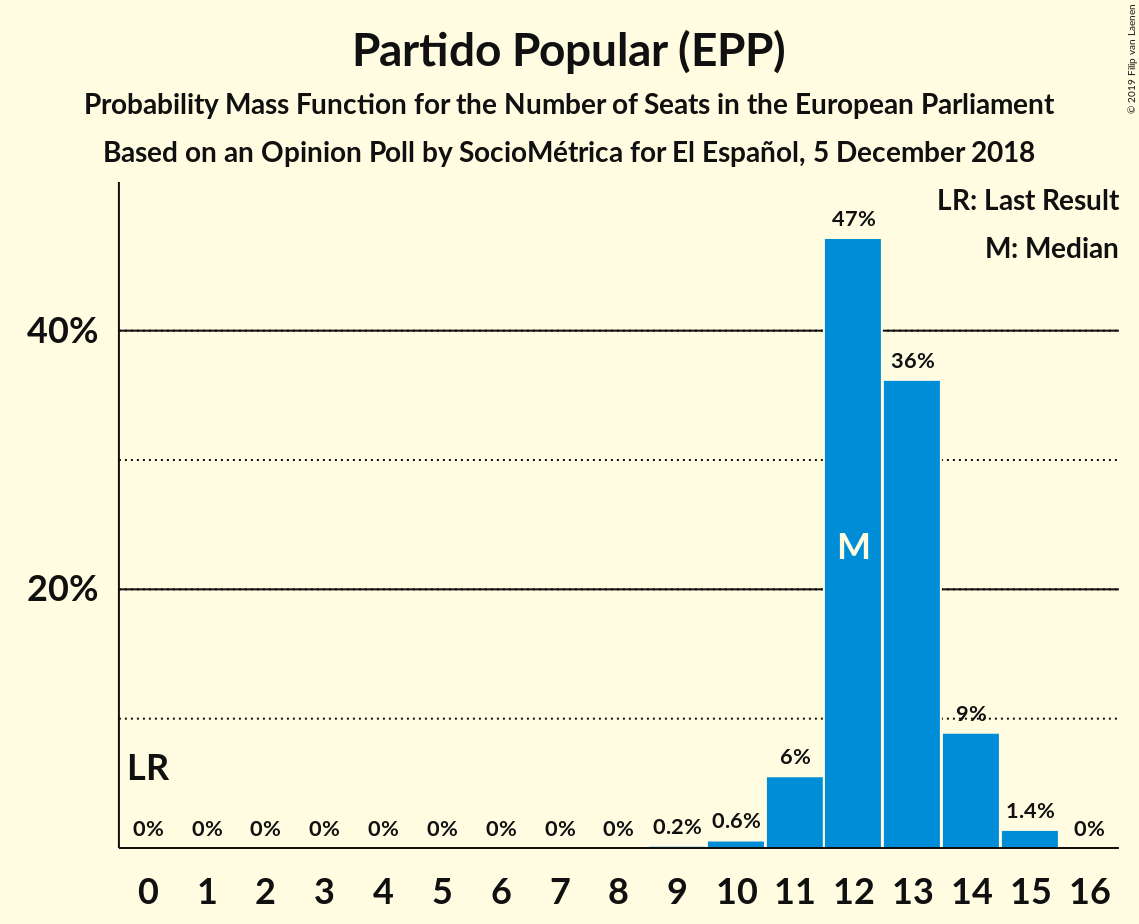 Partido Popular (EPP)
Probability Mass Function for the Number of Seats in the European Parliament
Based on an Opinion Poll by SocioMétrica for El Español, 5 December 2018
© 2019 Filip van Laenen
LR: Last Result
M: Median
47%
40%
36%
M
20%
9%
LR
6%
0% 0% 0% 0% 0% 0% 0% 0% 0% 0.2% 0.6% 1.4% 0%
0 1 2 3 4 5 6 7 8 9 10 11 12 13 14 15 16